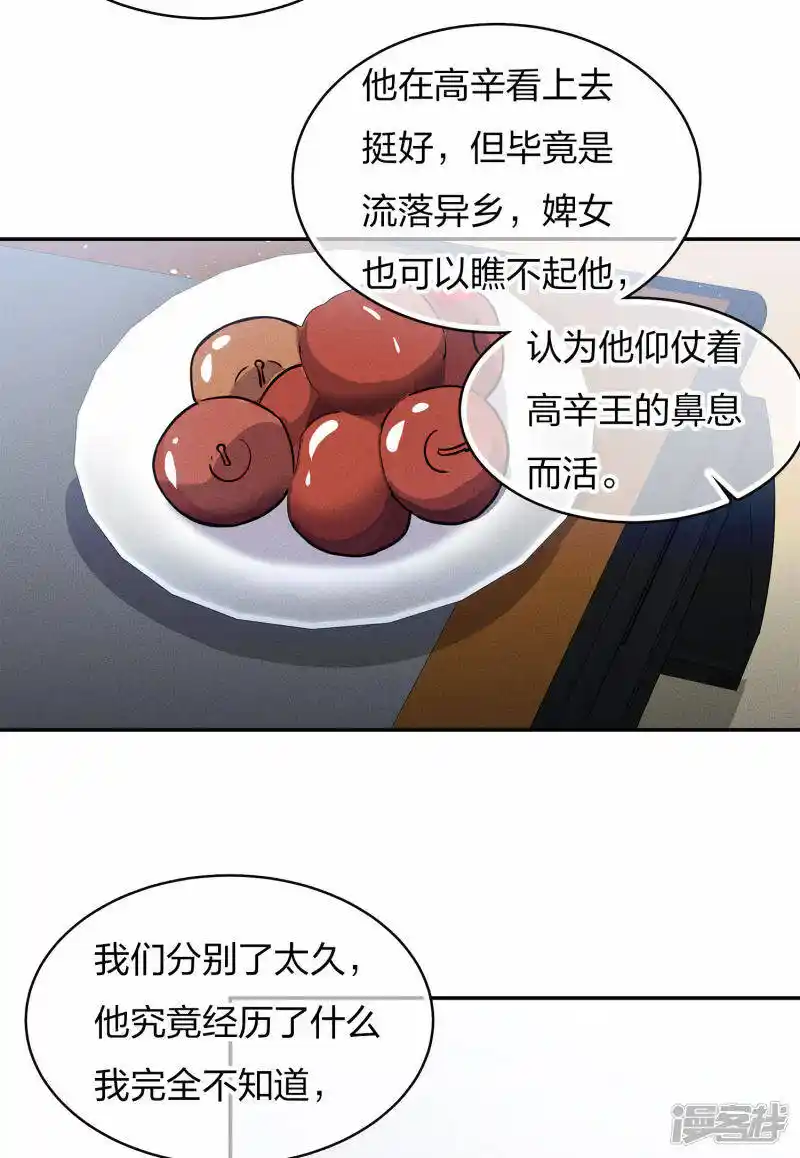 他在高辛看上去
挺好，但毕竟是
流落异乡，婢女
也可以瞧不起他，
认为他仰仗着
高辛王的鼻息
而活。
我们分别了太久，
他究竟经历了什么
我完全不知道，
漫客栈